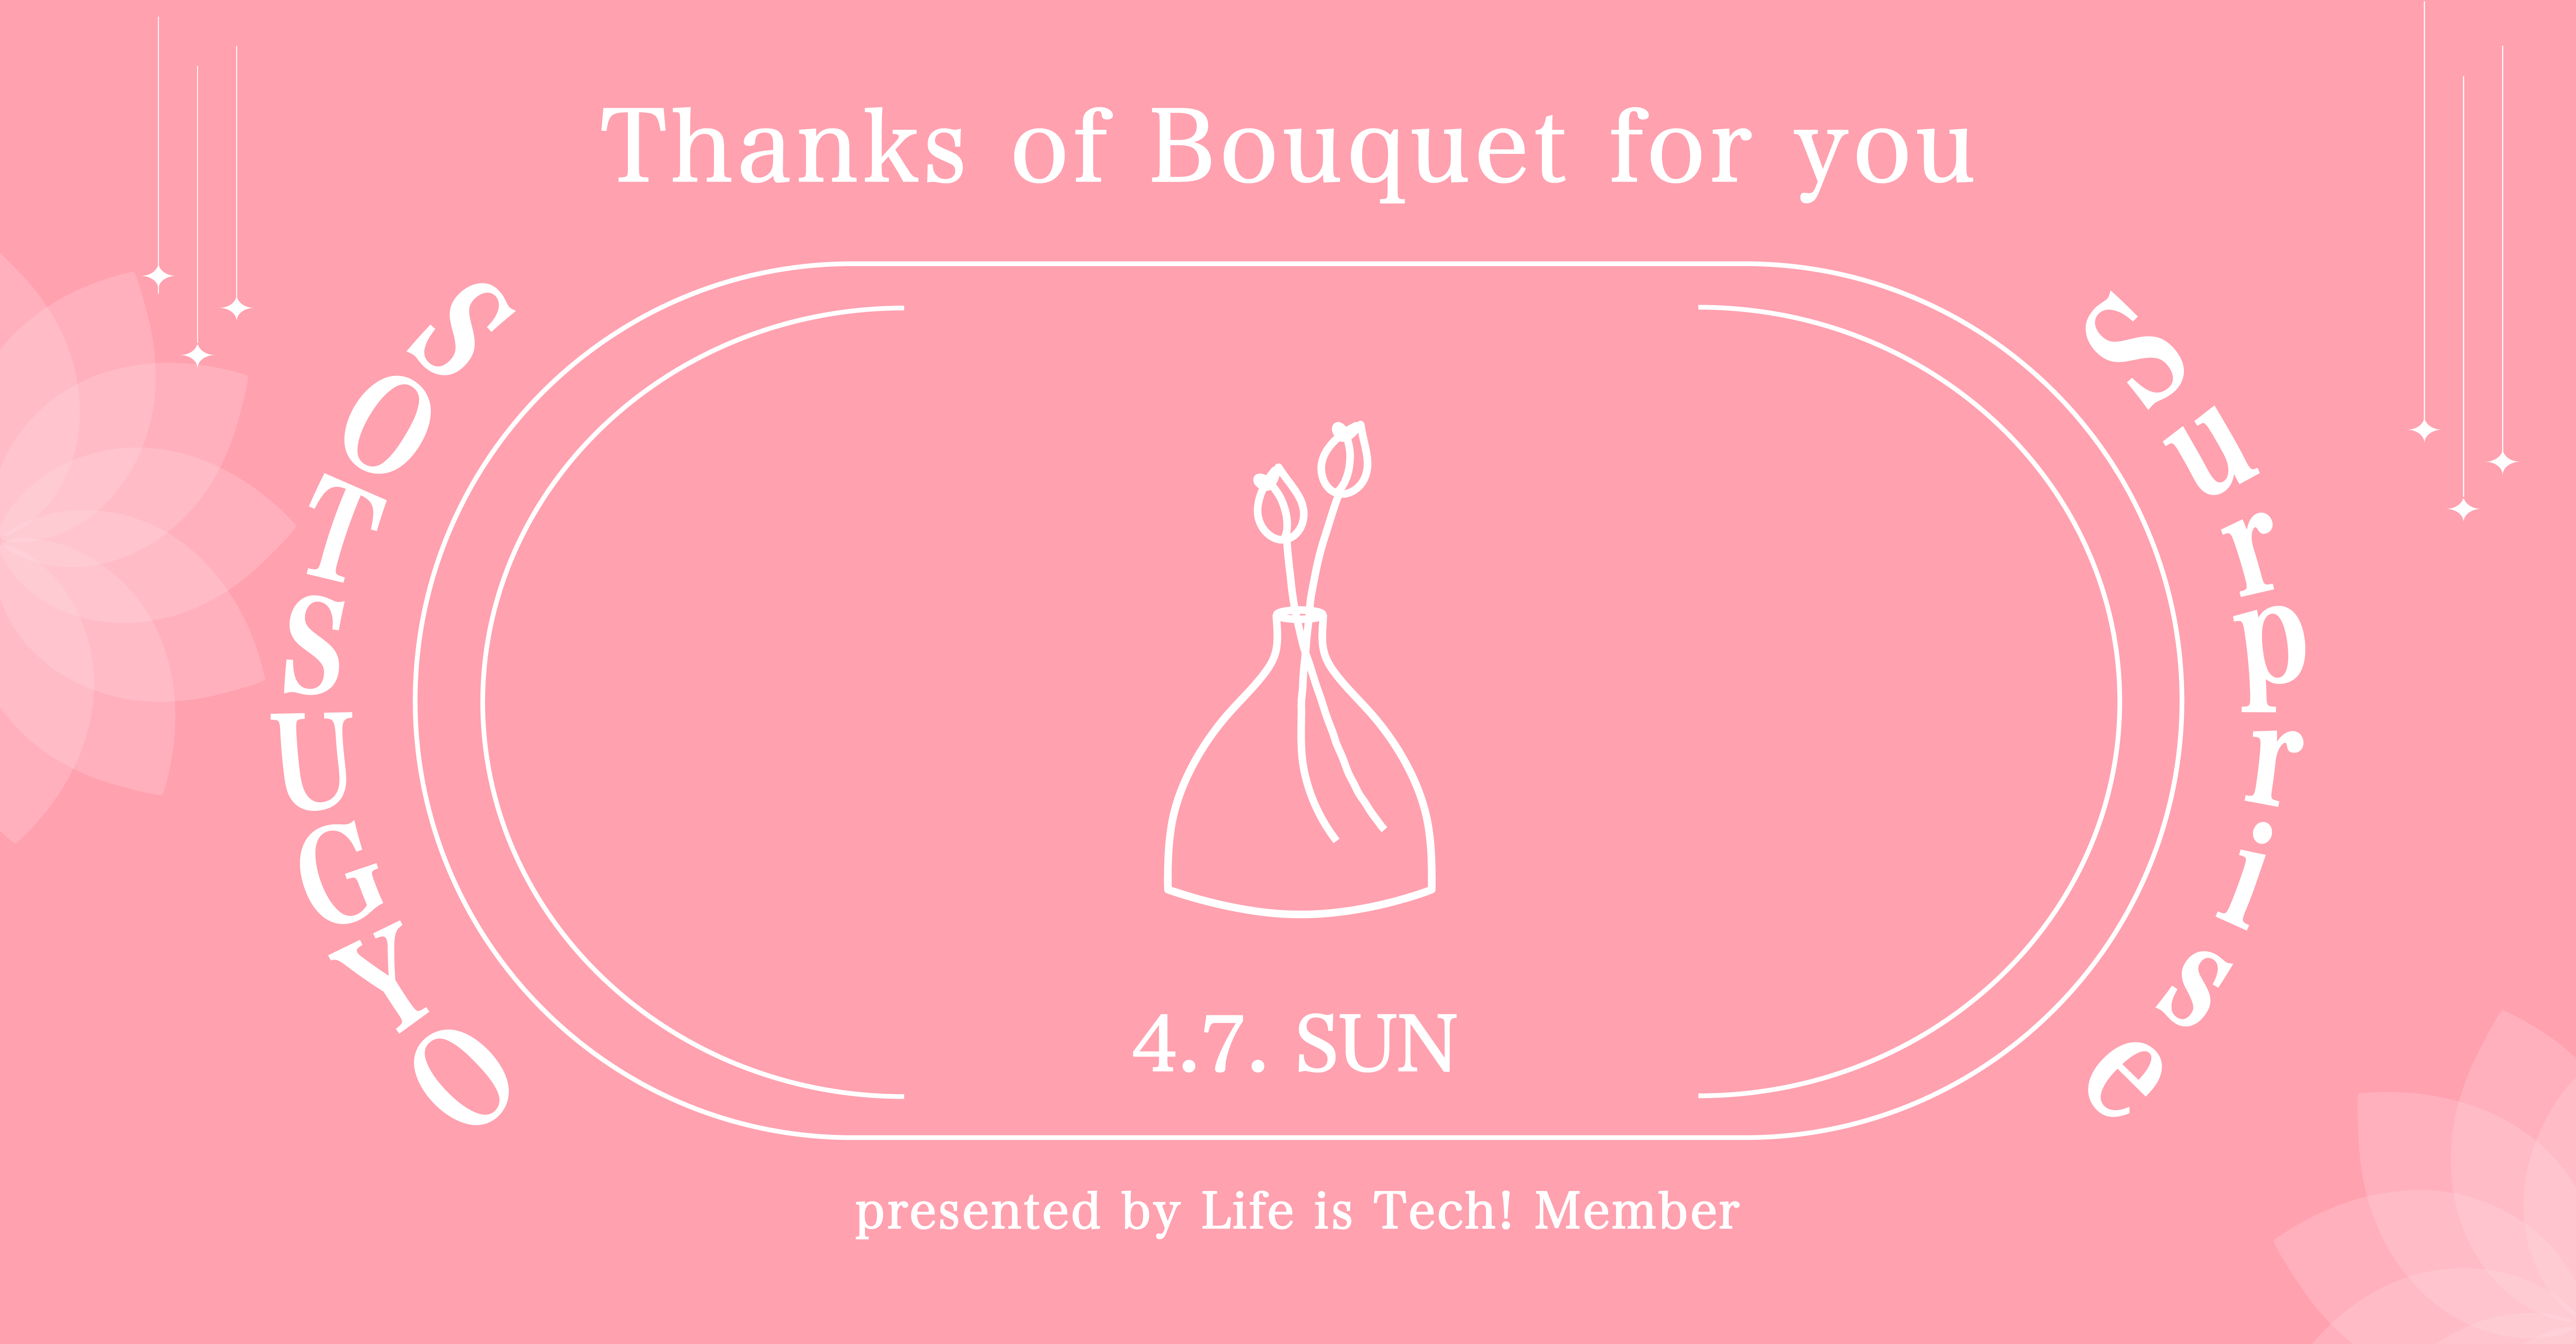 Thanks of Bouquet for you
SOTSUGYO
Surprise
4.7. SUN
presented by Life is Tech! Member